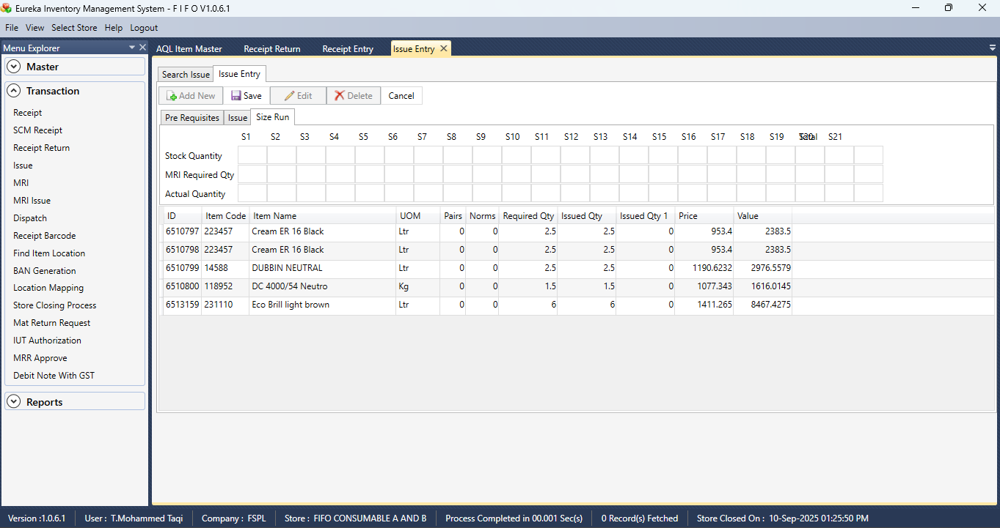 Eureka Inventory Management System - F I F O V1.0.6.1
File View Select Store Help Logout
Menu Explorer
Master
Transaction
Receipt
SCM Receipt
Receipt Return
Issue
MRI
MRI Issue
Dispatch
Receipt Barcode
Find Item Location
BAN Generation
Location Mapping
Store Closing Process
Mat Return Request
IUT Authorization
MRR Approve
Debit Note With GST
Reports
AQL Item Master Receipt Return Receipt Entry Issue Entry
Search Issue Issue Entry
Add New Save Edit Delete Cancel
Pre Requisites Issue Size Run
S1 S2 S3 S4 S5 S6 S7 S8 S9 S10 S11 S12 S13 S14 S15 S16 S17 S18 S19 S20 Total S21
Stock Quantity
MRI Required Qty
Actual Quantity
ID Item Code Item Name UOM Pairs Norms Required Qty Issued Qty Issued Qty 1 Price Value
6510797 223457 Cream ER 16 Black Ltr 0 0 2.5 2.5 0 953.4 2383.5
6510798 223457 Cream ER 16 Black Ltr 0 0 2.5 2.5 0 953.4 2383.5
6510799 14588 DUBBIN NEUTRAL Ltr 0 0 2.5 2.5 0 1190.6232 2976.5579
6510800 118952 DC 4000/54 Neutro Kg 0 0 1.5 1.5 0 1077.343 1616.0145
6513159 231110 Eco Brill light brown Ltr 0 0 6 6 0 1411.265 8467.4275
Version :1.0.6.1 User : T.Mohammed Taqi Company : FSPL Store : FIFO CONSUMABLE A AND B Process Completed in 00.001 Sec(s) 0 Record(s) Fetched Store Closed On : 10-Sep-2025 01:25:50 PM